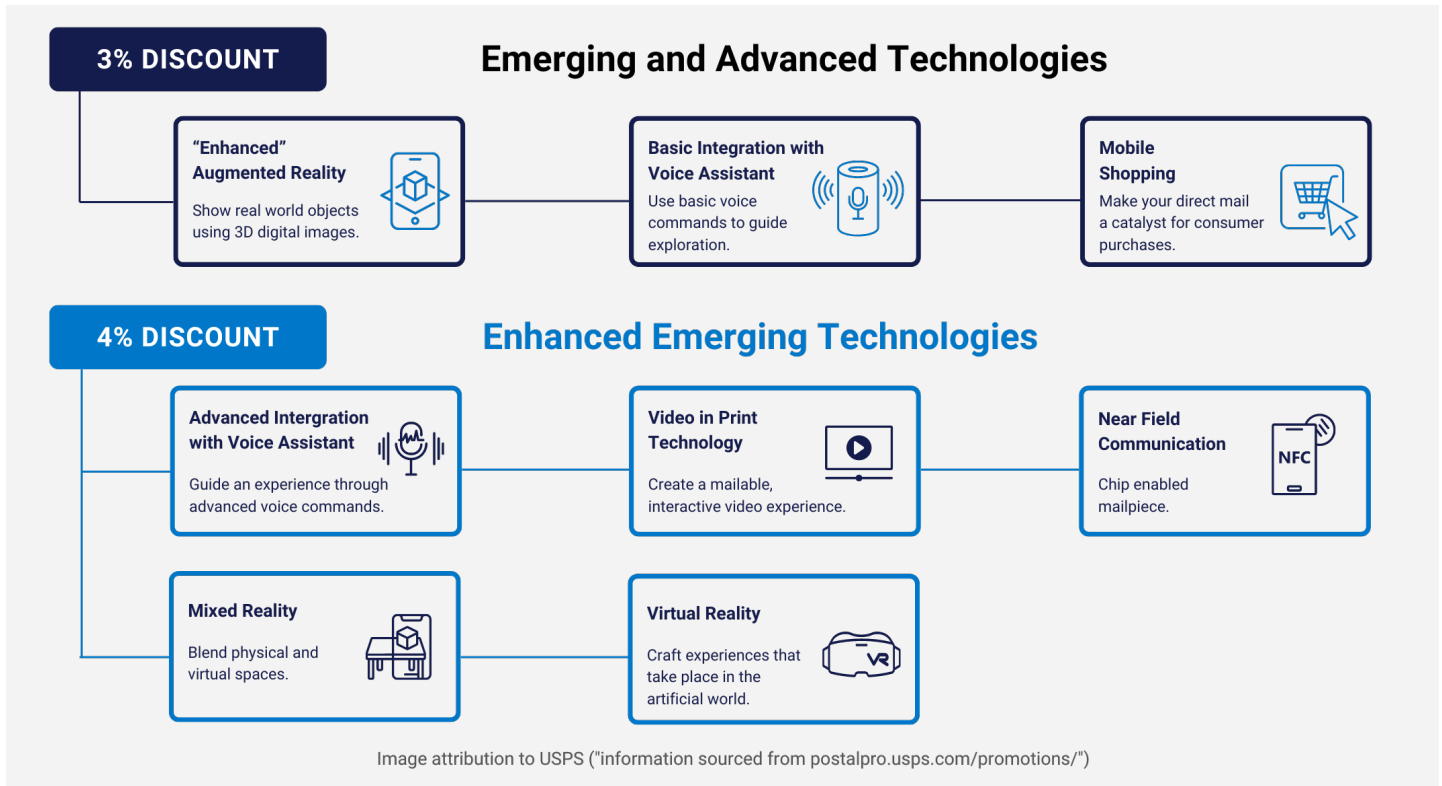 3% DISCOUNT
Emerging and Advanced Technologies
“Enhanced”
Augmented Reality
Show real world objects
using 3D digital images.
Basic Integration with
Voice Assistant
Use basic voice
commands to guide
exploration.
Mobile
Shopping
Make your direct mail
a catalyst for consumer
purchases.
4% DISCOUNT
Enhanced Emerging Technologies
Advanced Intergration
with Voice Assistant
Guide an experience through
advanced voice commands.
Video in Print
Technology
Create a mailable,
interactive video experience.
Near Field
Communication
Chip enabled
mailpiece.
NFC
Mixed Reality
Blend physical and
virtual spaces.
Virtual Reality
Craft experiences that
take place in the
artificial world.
VR
Image attribution to USPS ("information sourced from postalpro.usps.com/promotions/")